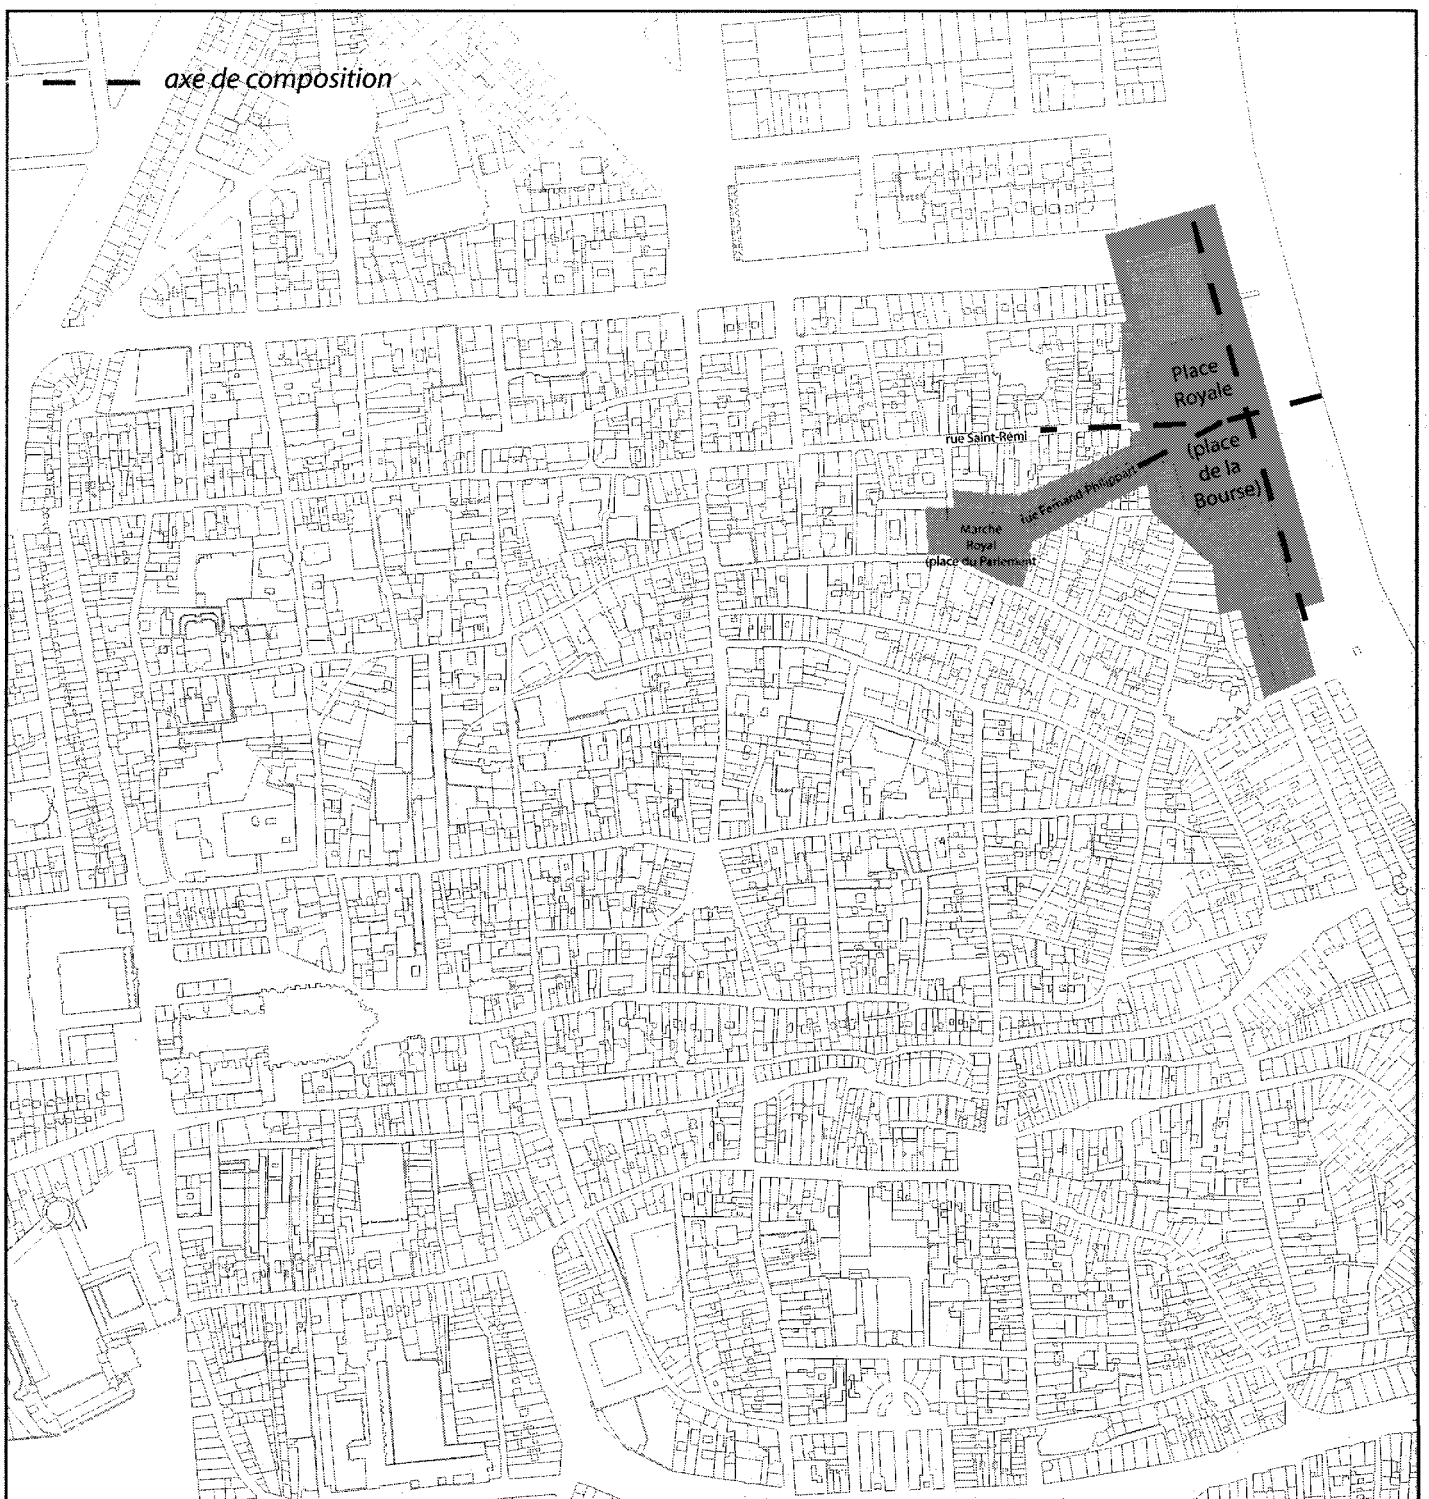 axe de composition
Place
Royale
(place
de la
Bourse)
rue Saint-Rémi
rue Fernand Philippart
Marché
Royal
(place du Parlement